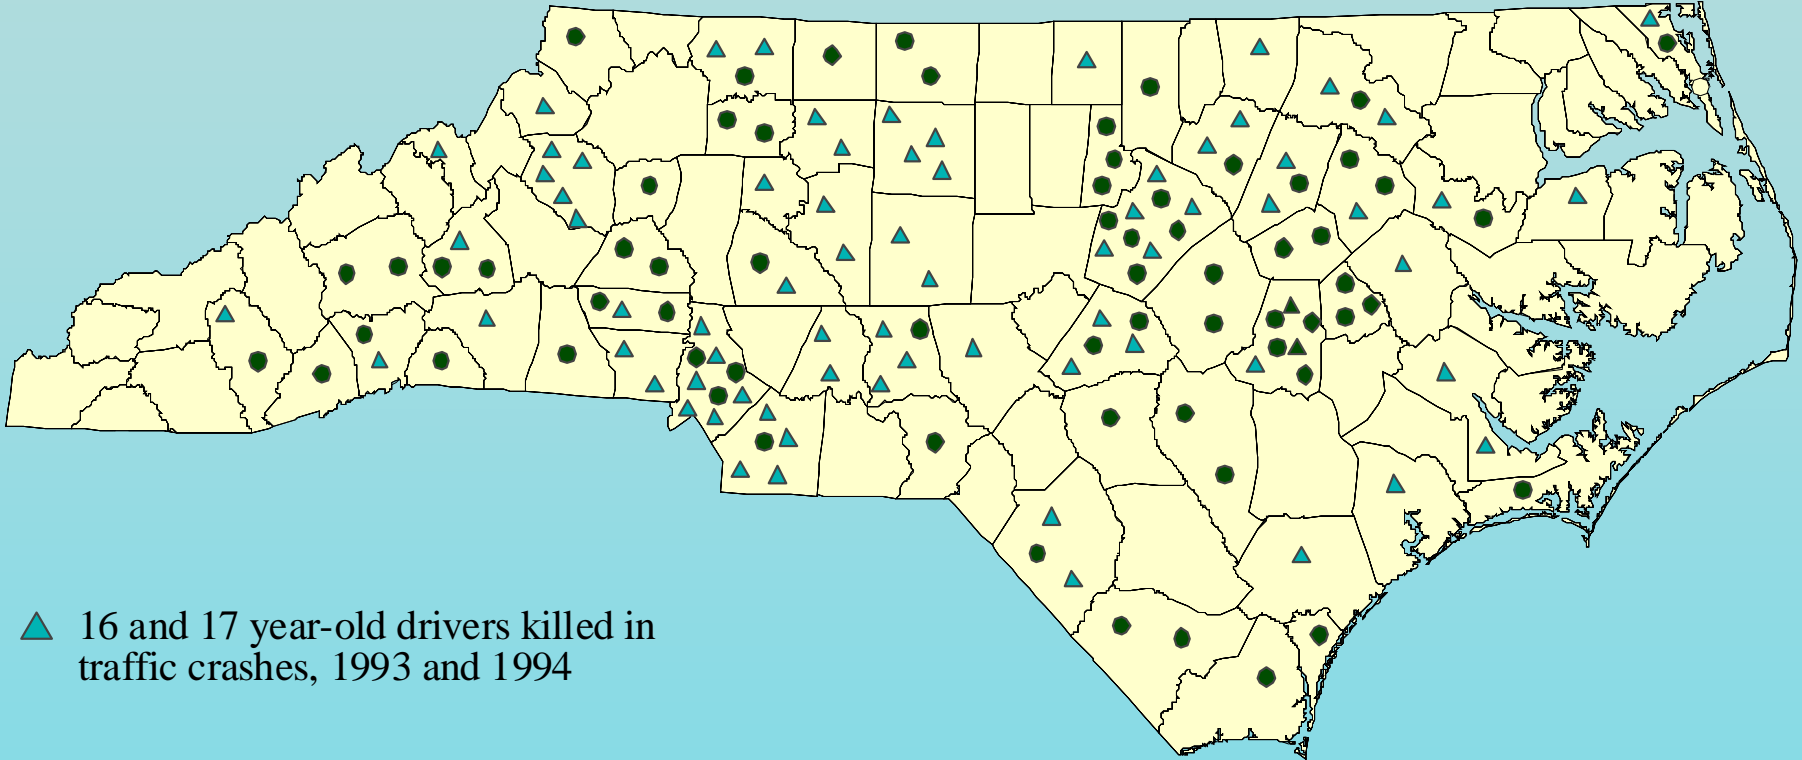 16 and 17 year-old drivers killed in
traffic crashes, 1993 and 1994